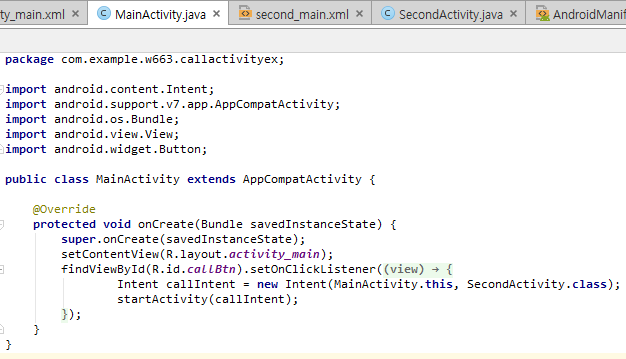 ty_main.xml × MainActivity.java × second_main.xml × SecondActivity.java × AndroidManif
package com.example.w663.callactivityex;
import android.content.Intent;
import android.support.v7.app.AppCompatActivity;
import android.os.Bundle;
import android.view.View;
import android.widget.Button;
public class MainActivity extends AppCompatActivity {
@Override
protected void onCreate(Bundle savedInstanceState) {
super.onCreate(savedInstanceState);
setContentView(R.layout.activity_main);
findViewById(R.id.callBtn).setOnClickListener((view) → {
Intent callIntent = new Intent(MainActivity.this, SecondActivity.class);
startActivity(callIntent);
});
}
}